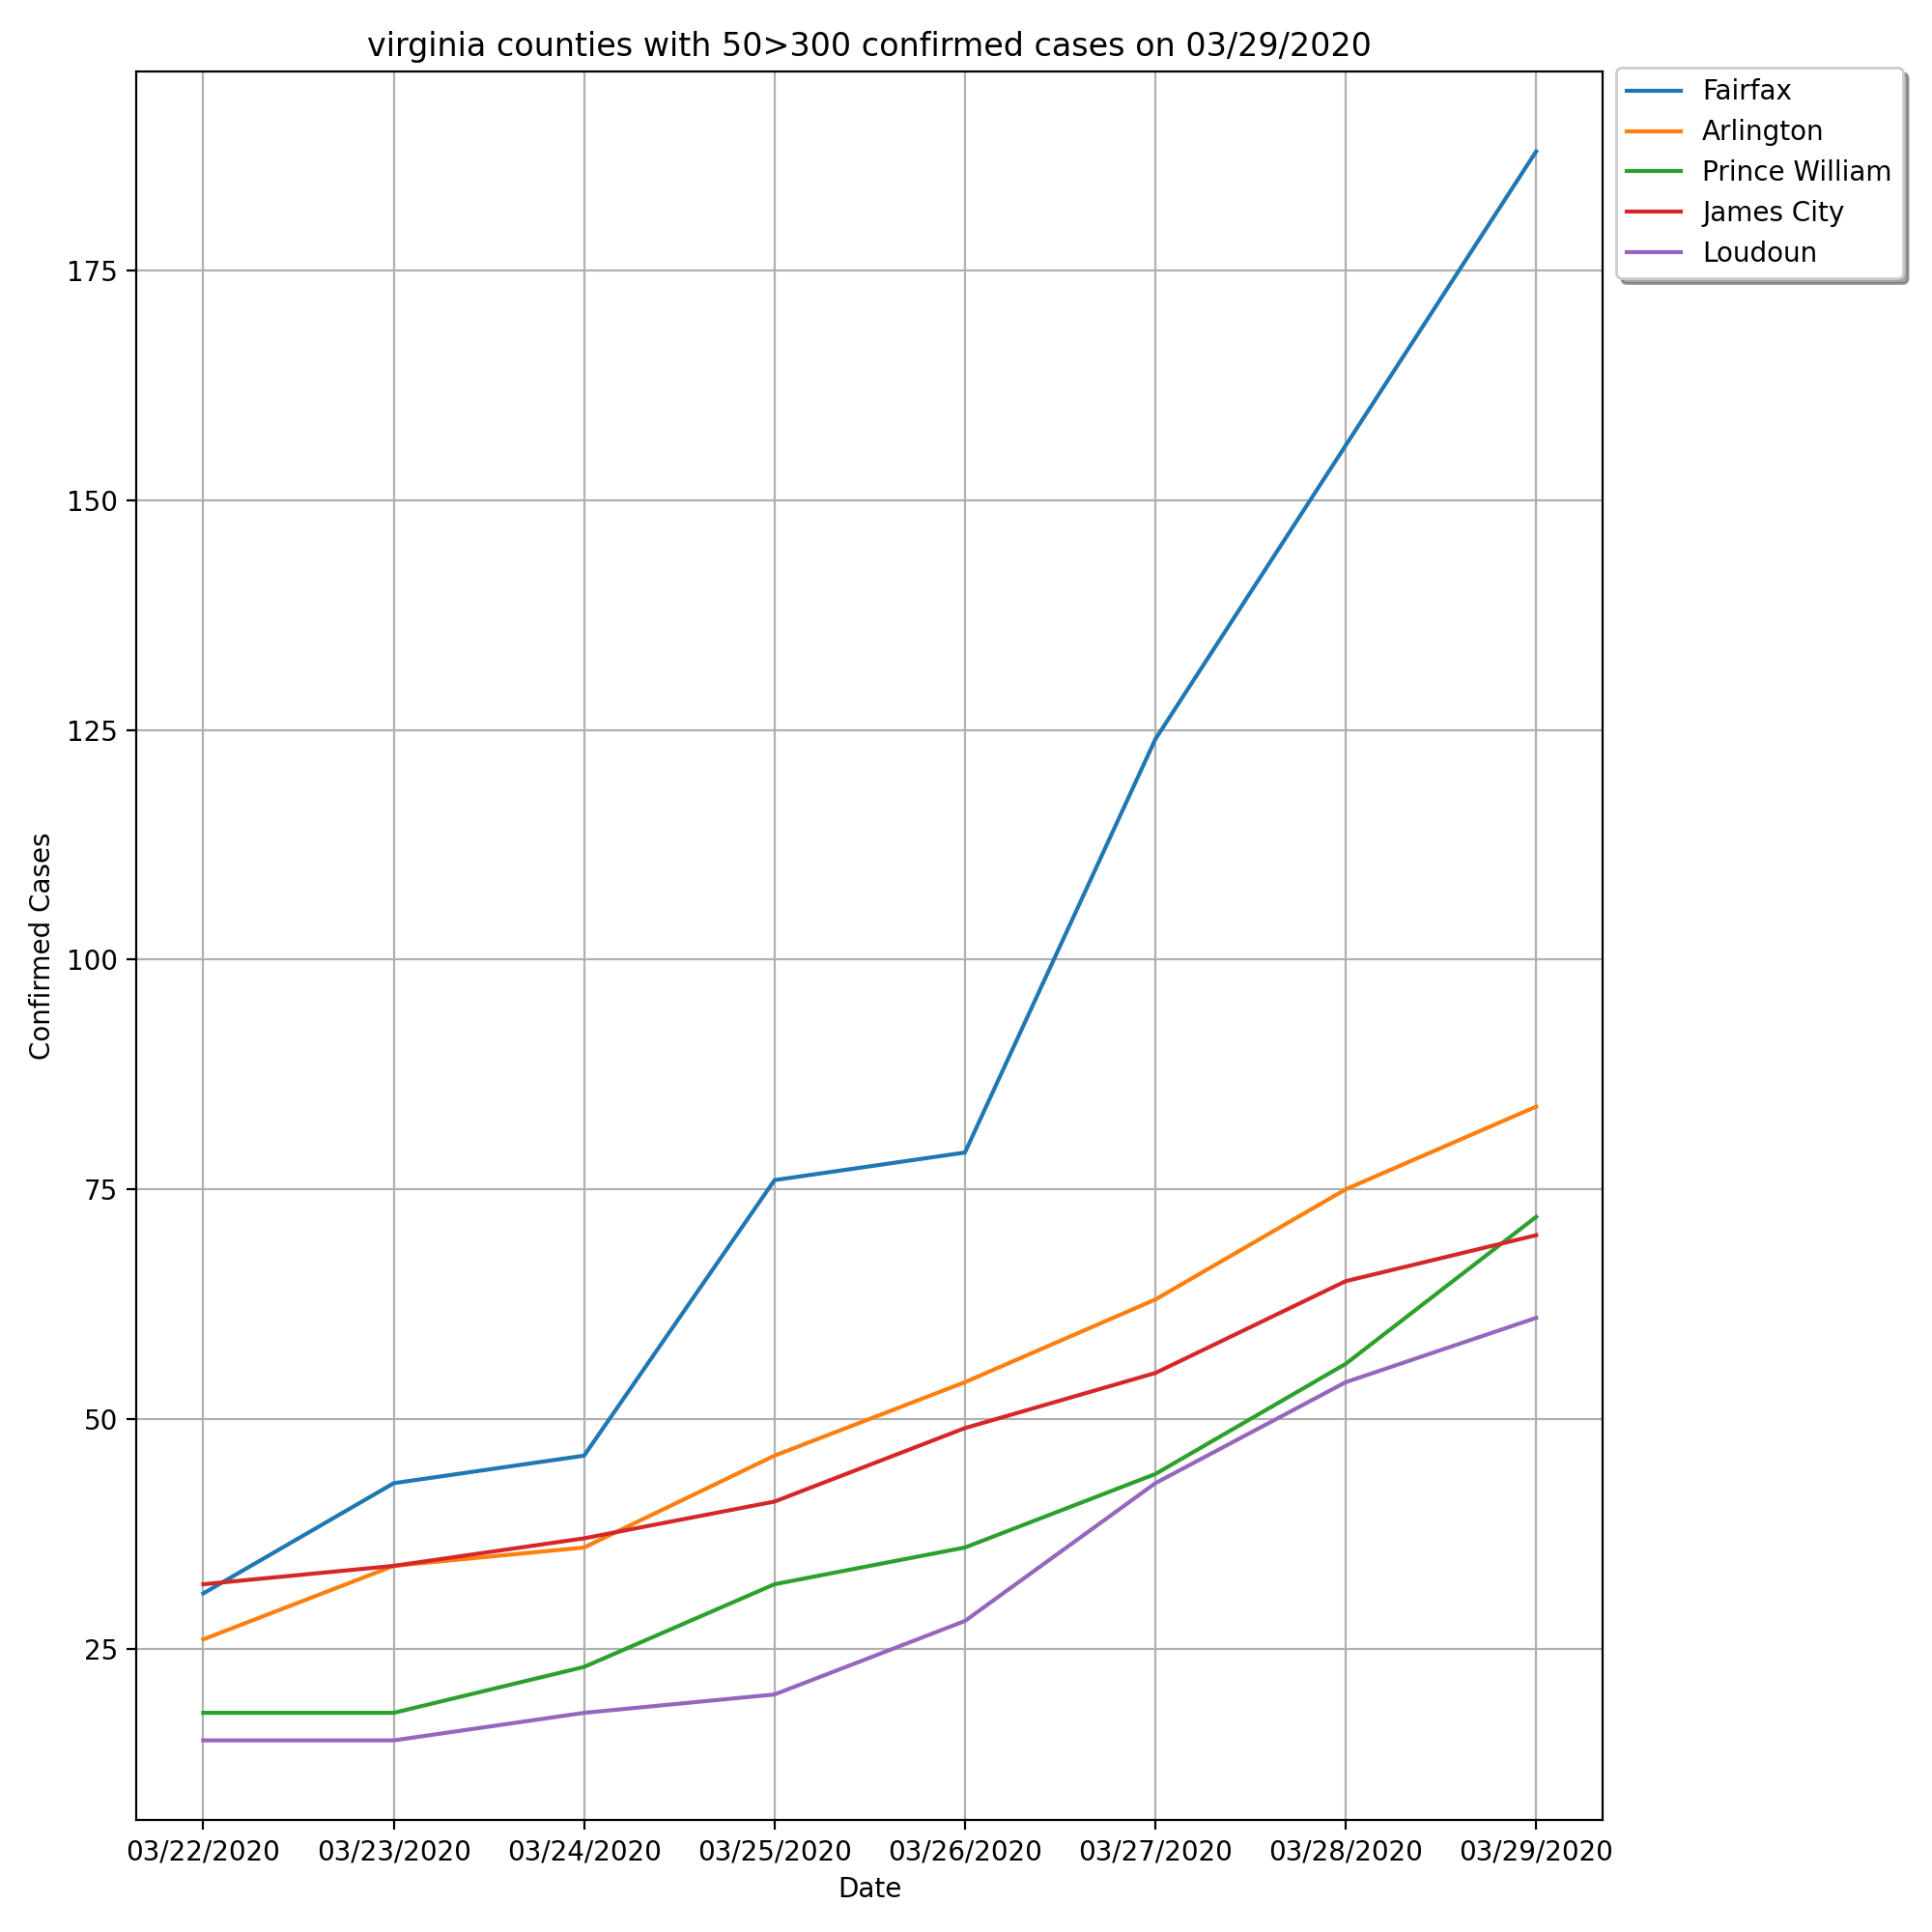 virginia counties with 50>300 confirmed cases on 03/29/2020
Fairfax
Arlington
Prince William
James City
Loudoun
175
150
125
100
75
50
25
Confirmed Cases
03/22/2020 03/23/2020 03/24/2020 03/25/2020 03/26/2020 03/27/2020 03/28/2020 03/29/2020
Date